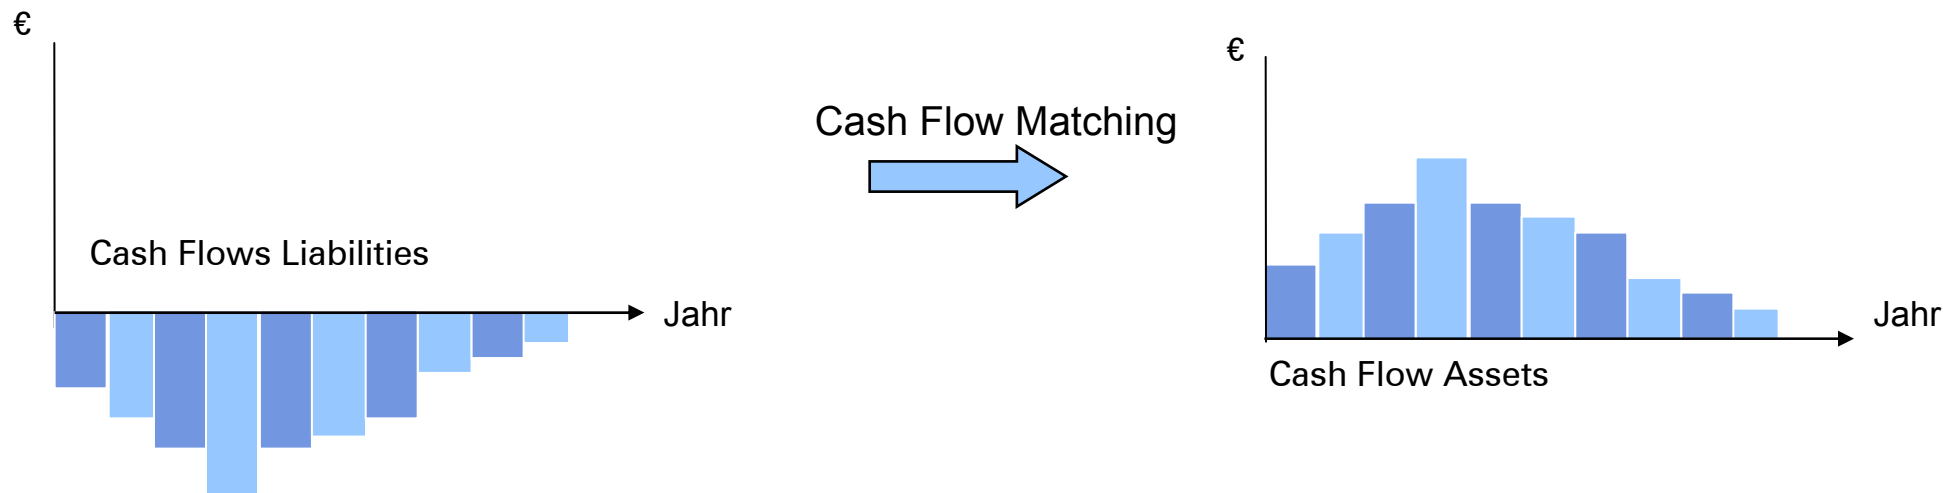 €
Cash Flows Liabilities
Jahr
Cash Flow Matching
€
Jahr
Cash Flow Assets